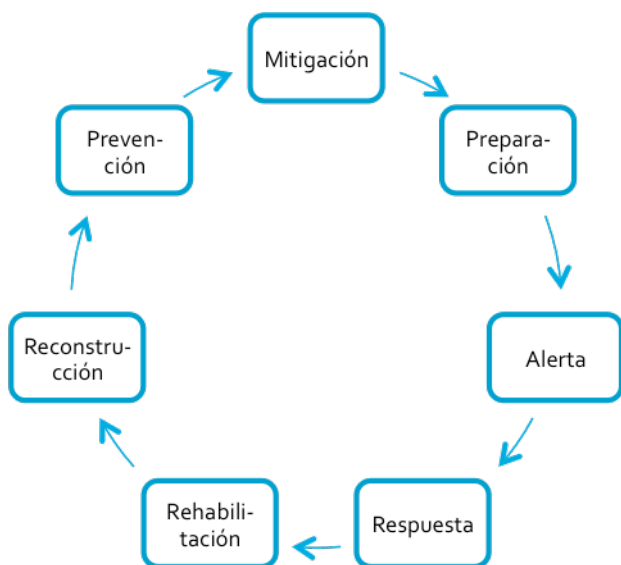 Mitigación
Preven-
ción
Prepara-
ción
Reconstru-
cción
Alerta
Rehabili-
tación
Respuesta